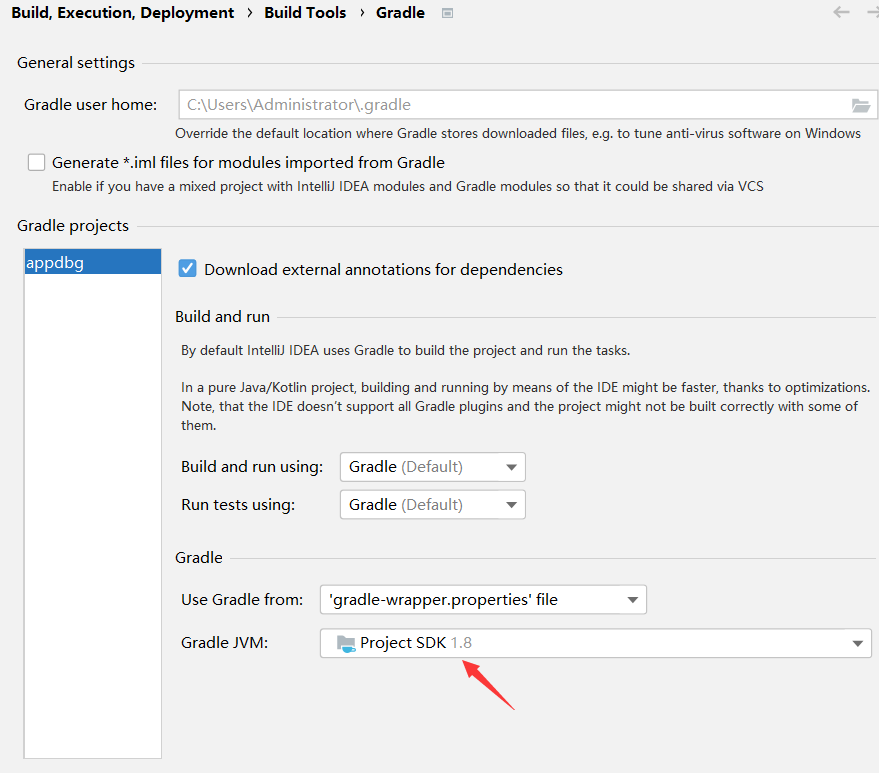 Build, Execution, Deployment › Build Tools › Gradle
General settings
Gradle user home: C:\Users\Administrator\.gradle
Override the default location where Gradle stores downloaded files, e.g. to tune anti-virus software on Windows
Generate *.iml files for modules imported from Gradle
Enable if you have a mixed project with IntelliJ IDEA modules and Gradle modules so that it could be shared via VCS
Gradle projects
appdbg
Download external annotations for dependencies
Build and run
By default IntelliJ IDEA uses Gradle to build the project and run the tasks.
In a pure Java/Kotlin project, building and running by means of the IDE might be faster, thanks to optimizations.
Note, that the IDE doesn't support all Gradle plugins and the project might not be built correctly with some of
them.
Build and run using: Gradle (Default)
Run tests using: Gradle (Default)
Gradle
Use Gradle from: 'gradle-wrapper.properties' file
Gradle JVM: Project SDK 1.8